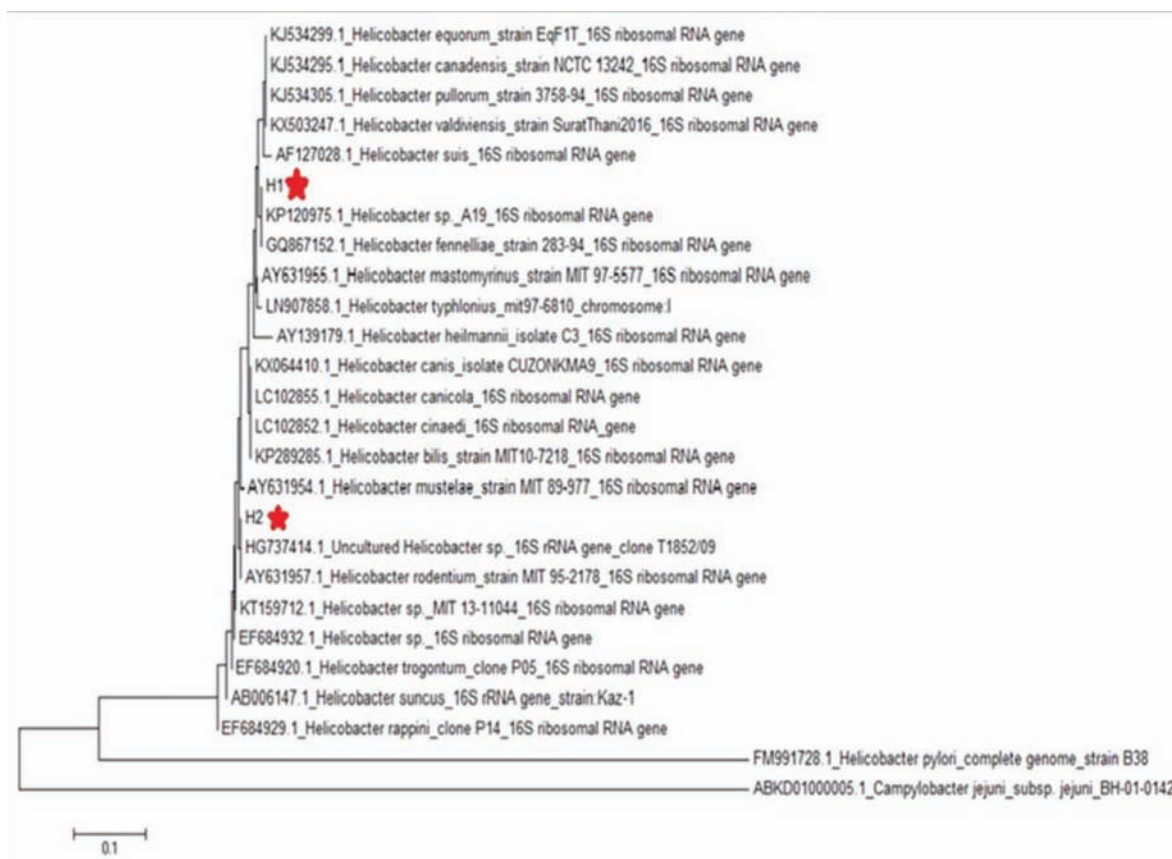 KJ534299.1_Helicobacter equorum_strain EqF1T_16S ribosomal RNA gene
KJ534295.1_Helicobacter canadensis_strain NCTC 13242_16S ribosomal RNA gene
KJ534305.1_Helicobacter pullorum_strain 3758-94_16S ribosomal RNA gene
KX503247.1_Helicobacter valdiviensis_strain SuratThani2016_16S ribosomal RNA gene
AF127028.1_Helicobacter suis_16S ribosomal RNA gene
H1
KP120975.1_Helicobacter sp._A19_16S ribosomal RNA gene
GQ867152.1_Helicobacter fennelliae_strain 283-94_16S ribosomal RNA gene
AY631955.1_Helicobacter mastomyrinus_strain MIT 97-5577_16S ribosomal RNA gene
LN907858.1_Helicobacter typhlonius_mit97-6810_chromosome:I
AY139179.1_Helicobacter heilmannii_isolate C3_16S ribosomal RNA gene
KX064410.1_Helicobacter canis_isolate CUZONKMA9_16S ribosomal RNA gene
LC102855.1_Helicobacter canicola_16S ribosomal RNA gene
LC102852.1_Helicobacter cinaedi_16S ribosomal RNA_gene
KP289285.1_Helicobacter bilis_strain MIT10-7218_16S ribosomal RNA gene
AY631954.1_Helicobacter mustelae_strain MIT 89-977_16S ribosomal RNA gene
H2
HG737414.1_Uncultured Helicobacter sp._16S rRNA gene_clone T1852/09
AY631957.1_Helicobacter rodentium_strain MIT 95-2178_16S ribosomal RNA gene
KT159712.1_Helicobacter sp._MIT 13-11044_16S ribosomal RNA gene
EF684932.1_Helicobacter sp._16S ribosomal RNA gene
EF684920.1_Helicobacter trogontum_clone P05_16S ribosomal RNA gene
AB006147.1_Helicobacter suncus_16S rRNA gene_strain:Kaz-1
EF684929.1_Helicobacter rappini_clone P14_16S ribosomal RNA gene
FM991728.1_Helicobacter pylori_complete genome_strain B38
ABKD01000005.1_Campylobacter jejuni_subsp. jejuni_BH-01-0142
0.1